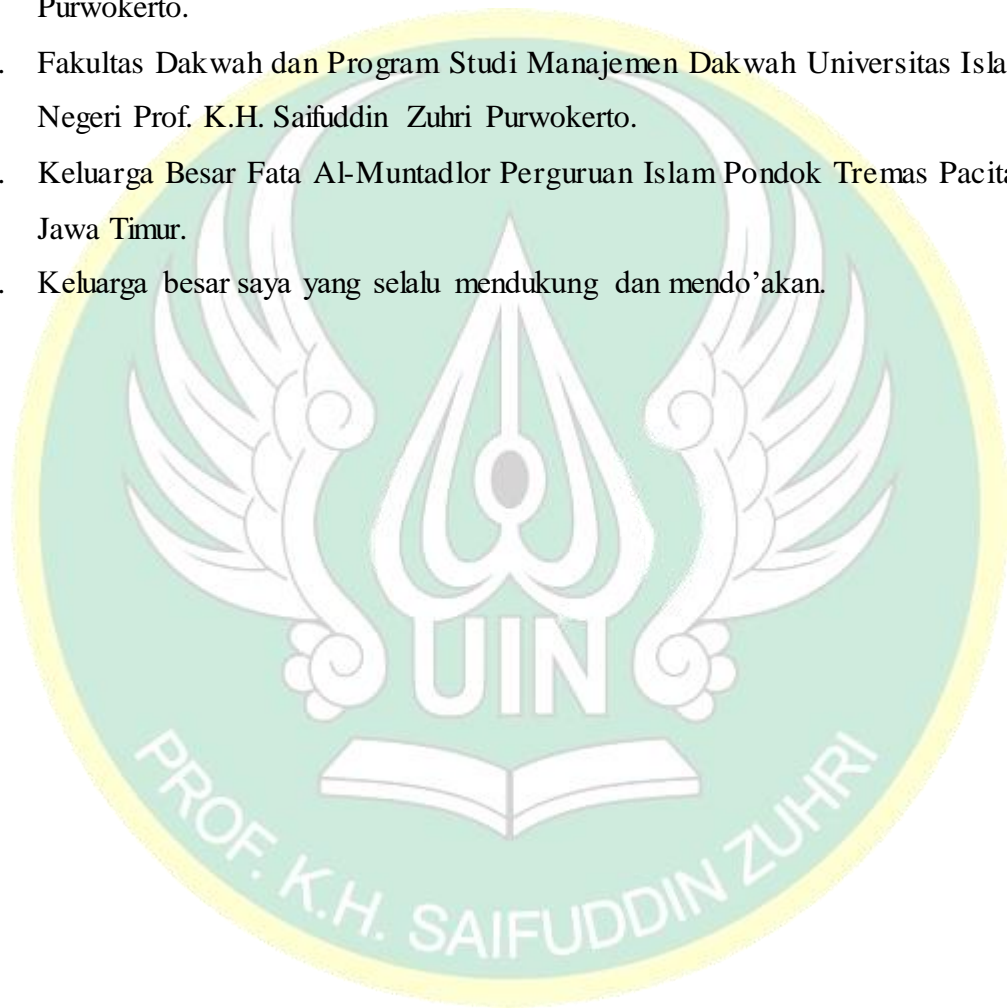 Purwokerto.
. Fakultas Dakwah dan Program Studi Manajemen Dakwah Universitas Isla
Negeri Prof. K.H. Saifuddin Zuhri Purwokerto.
. Keluarga Besar Fata Al-Muntadlor Perguruan Islam Pondok Tremas Pacita
Jawa Timur.
. Keluarga besar saya yang selalu mendukung dan mendo’akan.
UIN
PROF. K.H. SAIFUDDIN ZUHRI